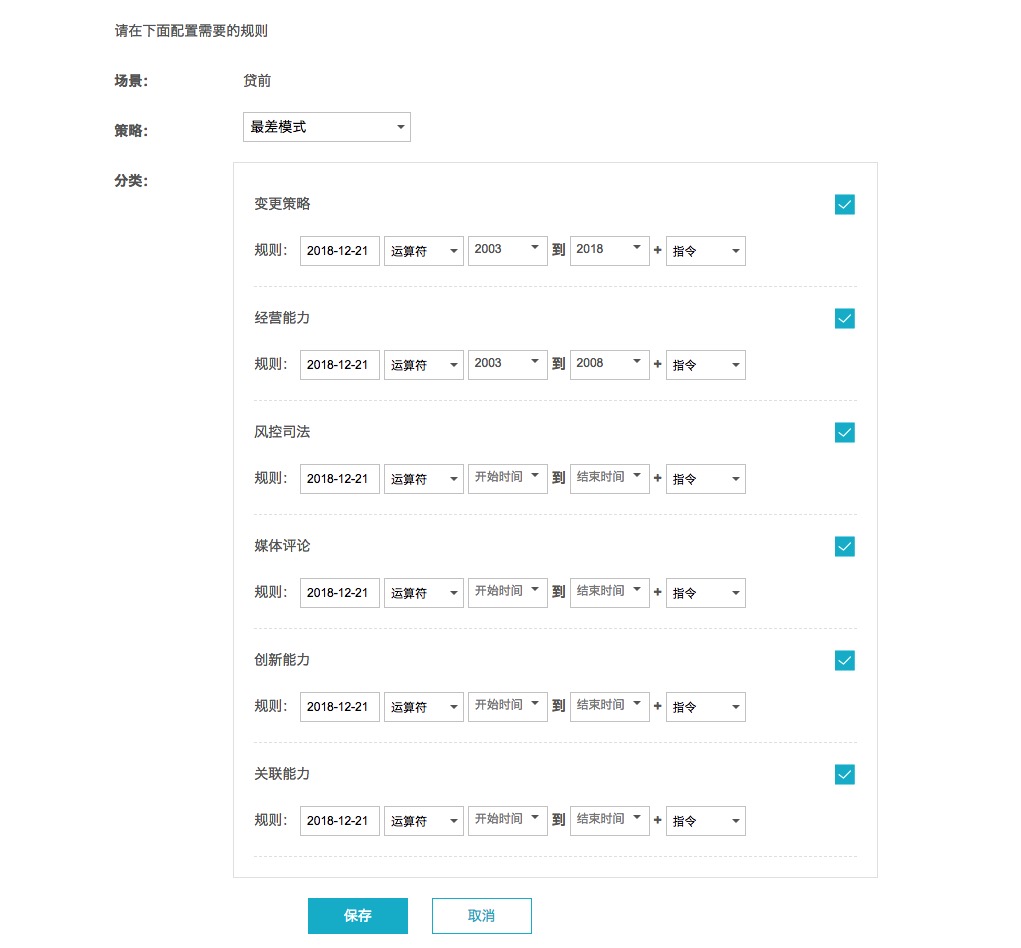 请在下面配置需要的规则
场景： 贷前
策略： 最差模式
分类：
变更策略
规则： 2018-12-21 运算符 2003 到 2018 + 指令
经营能力
规则： 2018-12-21 运算符 2003 到 2008 + 指令
风控司法
规则： 2018-12-21 运算符 开始时间 到 结束时间 + 指令
媒体评论
规则： 2018-12-21 运算符 开始时间 到 结束时间 + 指令
创新能力
规则： 2018-12-21 运算符 开始时间 到 结束时间 + 指令
关联能力
规则： 2018-12-21 运算符 开始时间 到 结束时间 + 指令
保存 取消